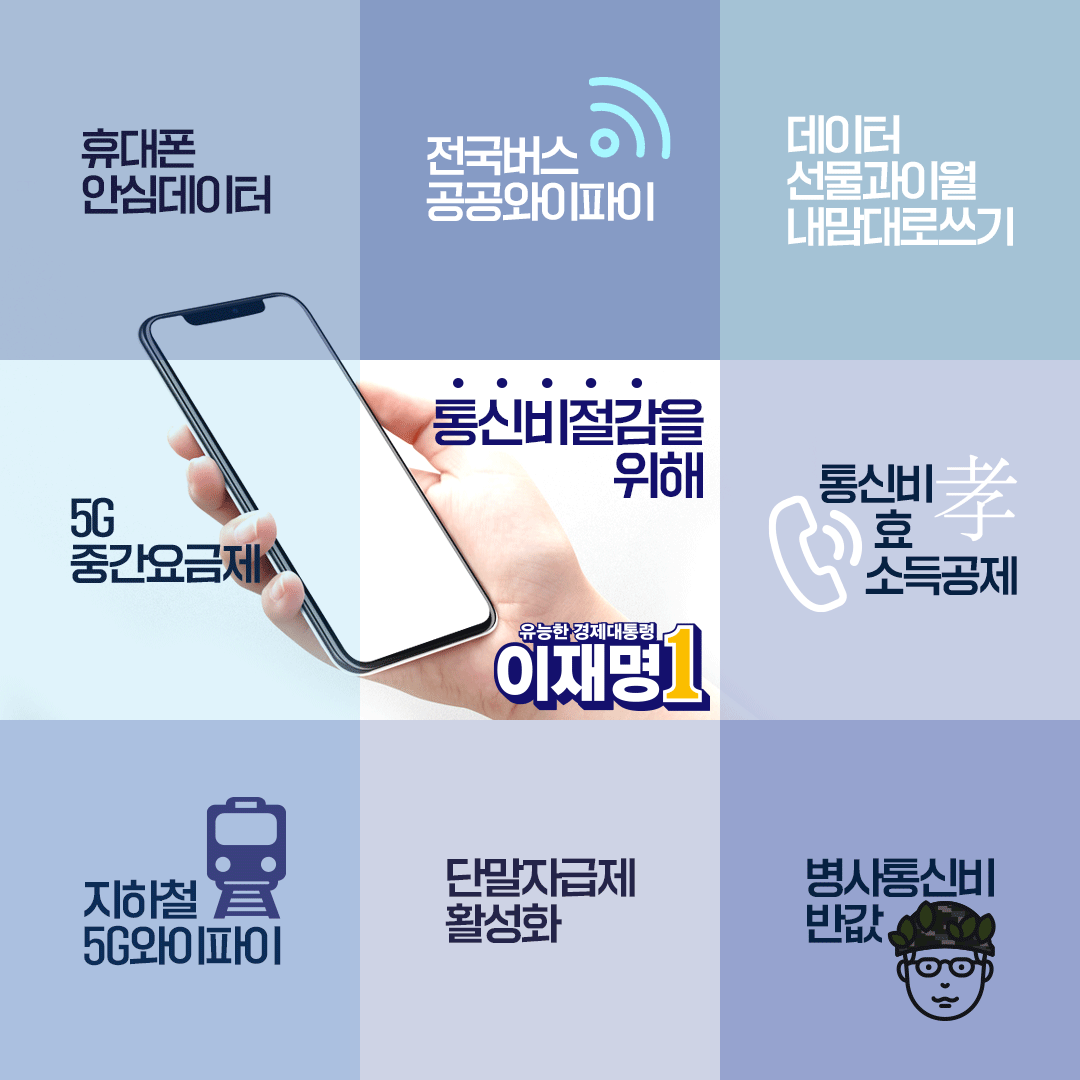 휴대폰
안심데이터
전국버스
공공와이파이
데이터
선물과이월
내맘대로쓰기
5G
중간요금제
통신비절감을
위해
유능한 경제대통령
이재명1
통신비
효
孝
소득공제
지하철
5G와이파이
단말자급제
활성화
병사통신비
반값